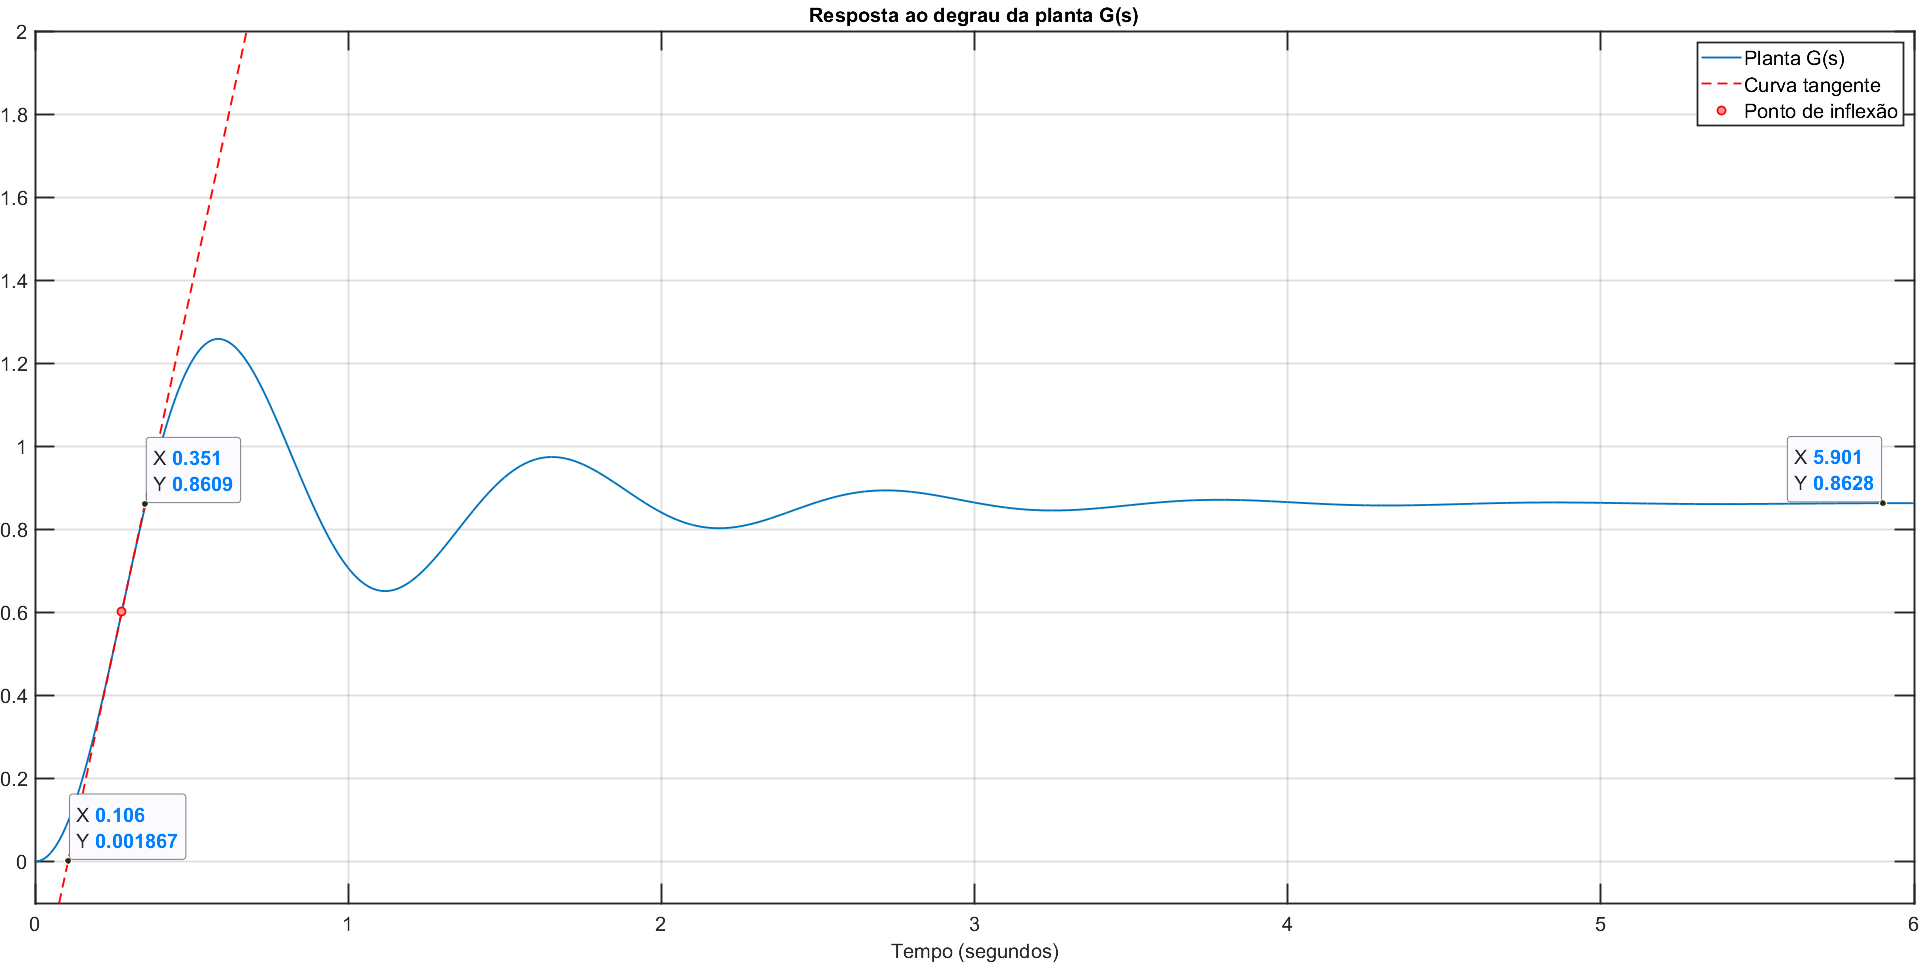 Resposta ao degrau da planta G(s)
2
1.8
1.6
1.4
1.2
1
0.8
0.6
0.4
0.2
0
Planta G(s)
Curva tangente
Ponto de inflexão
X 0.351
Y 0.8609
X 5.901
Y 0.8628
X 0.106
Y 0.001867
0 1 2 3 4 5 6
Tempo (segundos)